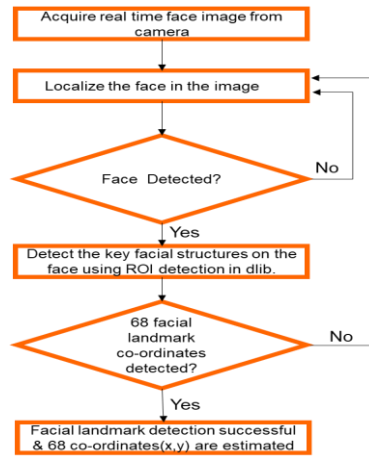 Acquire real time face image from
camera
Localize the face in the image
Face Detected?
No
Yes
Detect the key facial structures on the
face using ROI detection in dlib.
68 facial
landmark
co-ordinates
detected?
No
Yes
Facial landmark detection successful
& 68 co-ordinates(x,y) are estimated